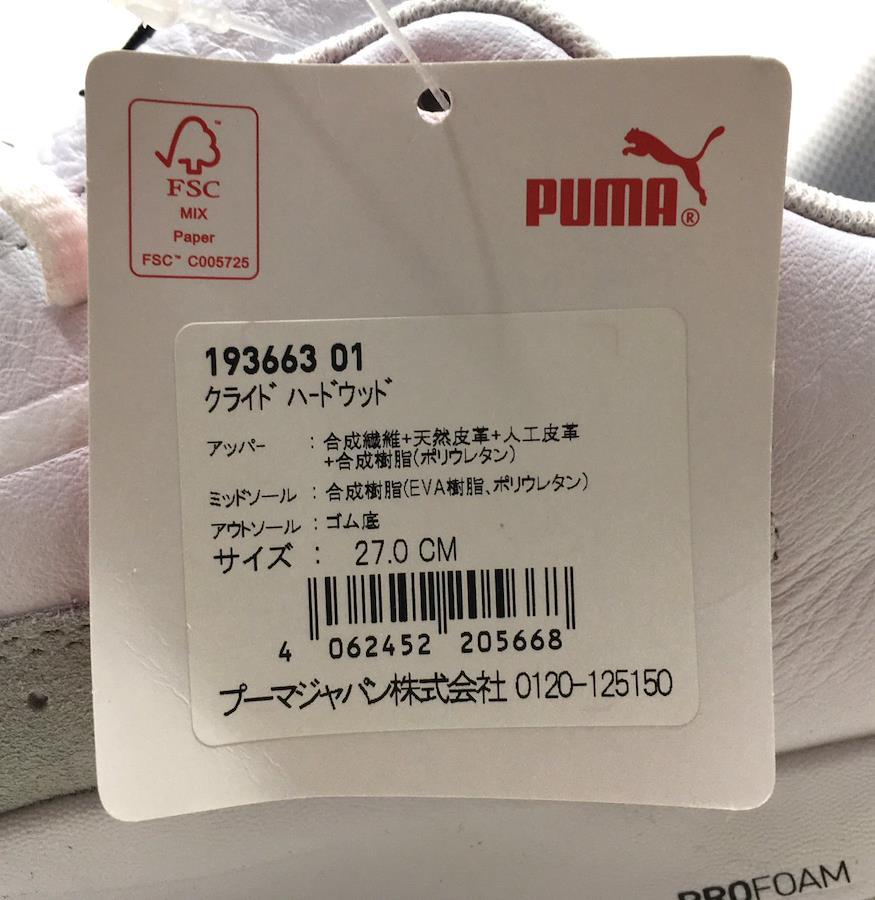 FSC™
MIX
Paper
FSC™ C005725
PUMA®
193663 01
クライド ハードウッド
アッパー : 合成繊維+天然皮革+人工皮革
+合成樹脂(ポリウレタン)
ミッドソール : 合成樹脂(EVA樹脂、ポリウレタン)
アウトソール : ゴム底
サイズ : 27.0 CM
4 062452 205668
プーマジャパン株式会社 0120-125150
PROFOAM